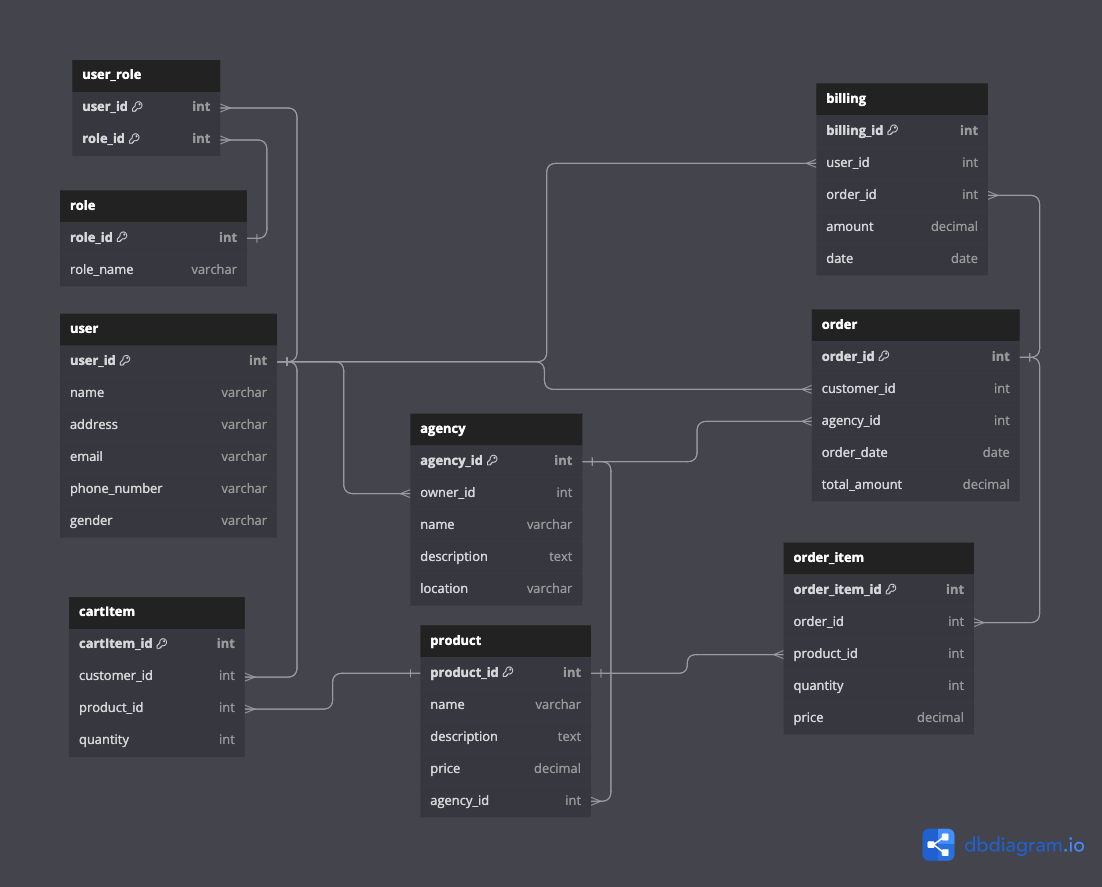 user_role
user_id int
role_id int
role
role_id int
role_name varchar
user
user_id int
name varchar
address varchar
email varchar
phone_number varchar
gender varchar
cartItem
cartItem_id int
customer_id int
product_id int
quantity int
agency
agency_id int
owner_id int
name varchar
description text
location varchar
product
product_id int
name varchar
description text
price decimal
agency_id int
billing
billing_id int
user_id int
order_id int
amount decimal
date date
order
order_id int
customer_id int
agency_id int
order_date date
total_amount decimal
order_item
order_item_id int
order_id int
product_id int
quantity int
price decimal
dbdiagram.io